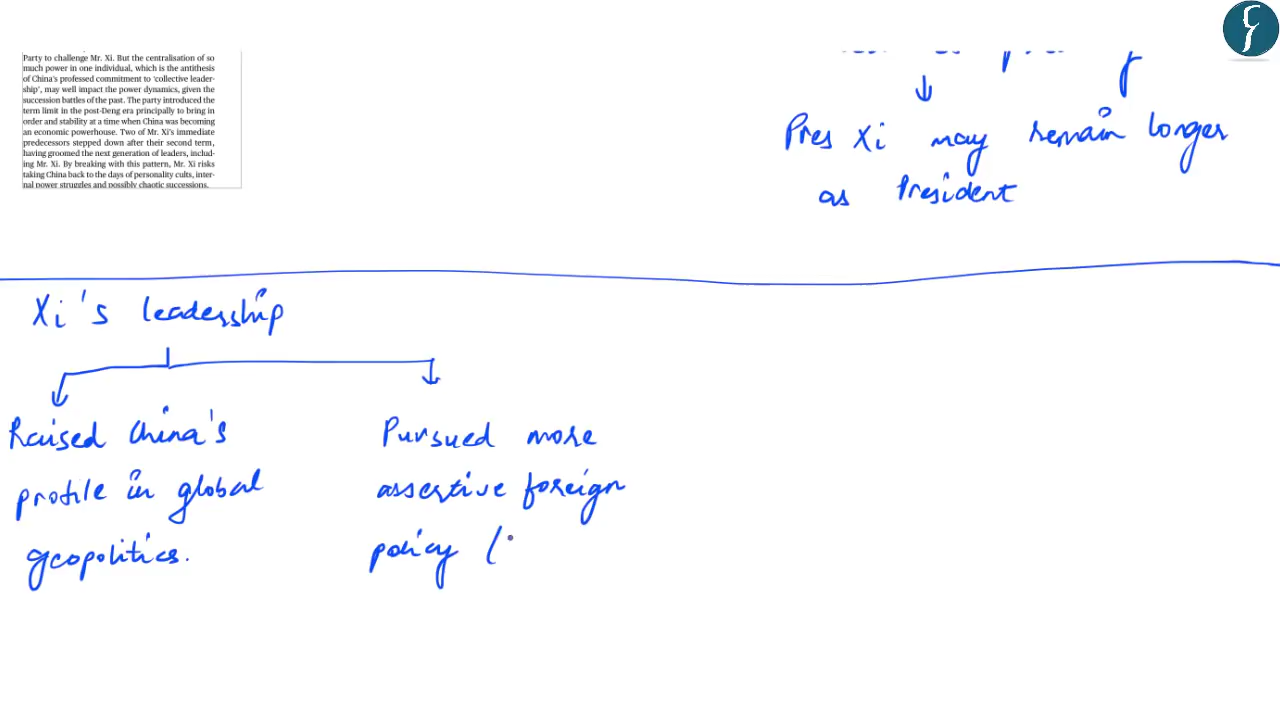 Party to challenge Mr. Xi. But the centralisation of so
much power in one individual, which is the antithesis
of China's professed commitment to 'collective leader-
ship', may well impact the power dynamics, given the
succession battles of the past. The party introduced the
term limit in the post-Deng era principally to bring in
order and stability at a time when China was becoming
an economic powerhouse. Two of Mr. Xi's immediate
predecessors stepped down after their second term,
having groomed the next generation of leaders, includ-
ing Mr. Xi. By breaking with this pattern, Mr. Xi risks
taking China back to the days of personality cults, inter-
nal power struggles and possibly chaotic successions.
Pres Xi may remain longer
as President
Xi's leadership
Raised China's
profile in global
geopolitics.
Pursued more
assertive foreign
policy (